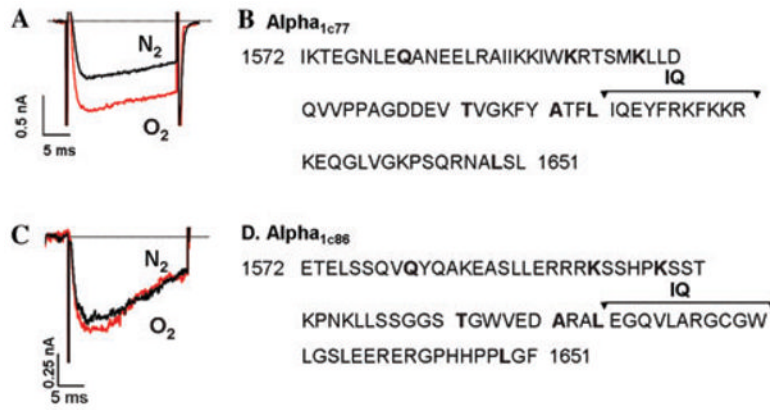 A
N2
O2
0.5 nA
5 ms
B Alpha1c77
1572 IKTEGNLEQANEELRAIIKKIWKRTSMKLLD
IQ
QVVPPAGDDEV TVGKFY ATFL IQEYFRKFKKR
KEQGLVGKPSQRNALSL 1651
C
N2
O2
0.25 nA
5 ms
D. Alpha1c86
1572 ETELSSQVQYQAKEASLLERRRKSSHPKSST
IQ
KPNKLLSSGGS TGWVED ARAL EGQVLARGCGW
LGSLEERERGPHHPPLGF 1651